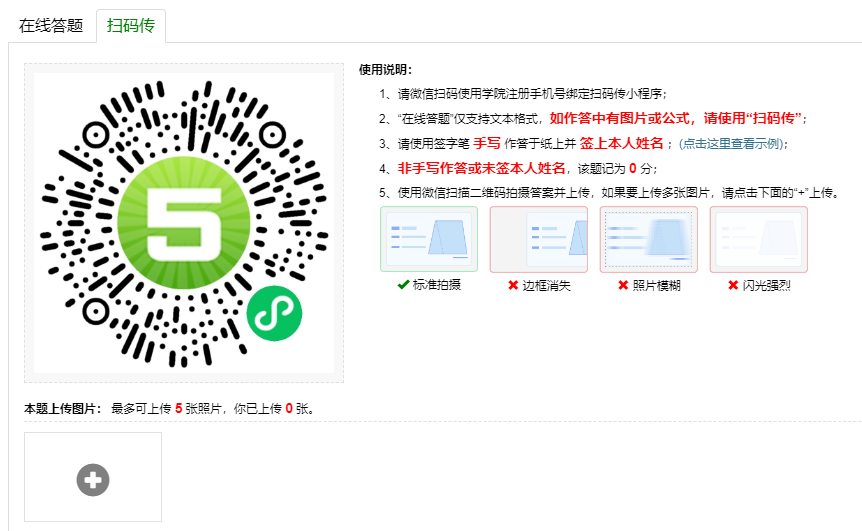 在线答题 扫码传
5
使用说明：
1、请微信扫码使用学院注册手机号绑定扫码传小程序；
2、“在线答题”仅支持文本格式，如作答中有图片或公式，请使用“扫码传”；
3、请使用签字笔 手写 作答于纸上并 签上本人姓名 ；(点击这里查看示例)；
4、非手写作答或未签本人姓名，该题记为 0 分；
5、使用微信扫描二维码拍摄答案并上传，如果要上传多张图片，请点击下面的“+”上传。
标准拍摄 边框消失 照片模糊 闪光强烈
本题上传图片： 最多可上传 5 张照片，你已上传 0 张。